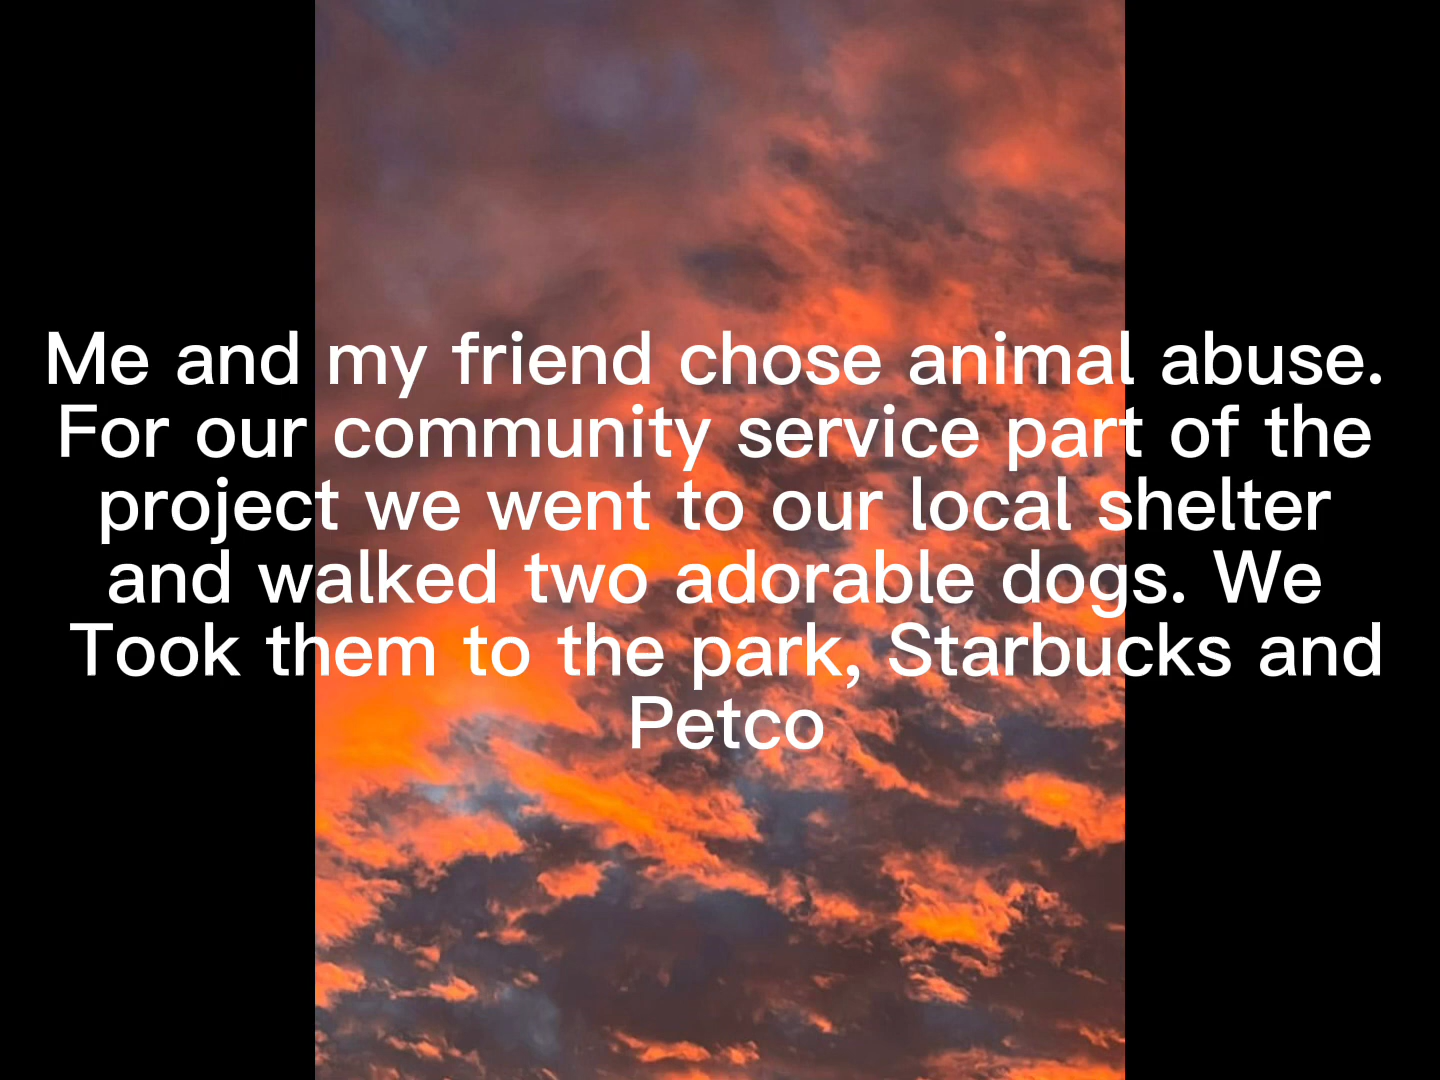 Me and my friend chose animal abuse.
For our community service part of the
project we went to our local shelter
and walked two adorable dogs. We
Took them to the park, Starbucks and
Petco